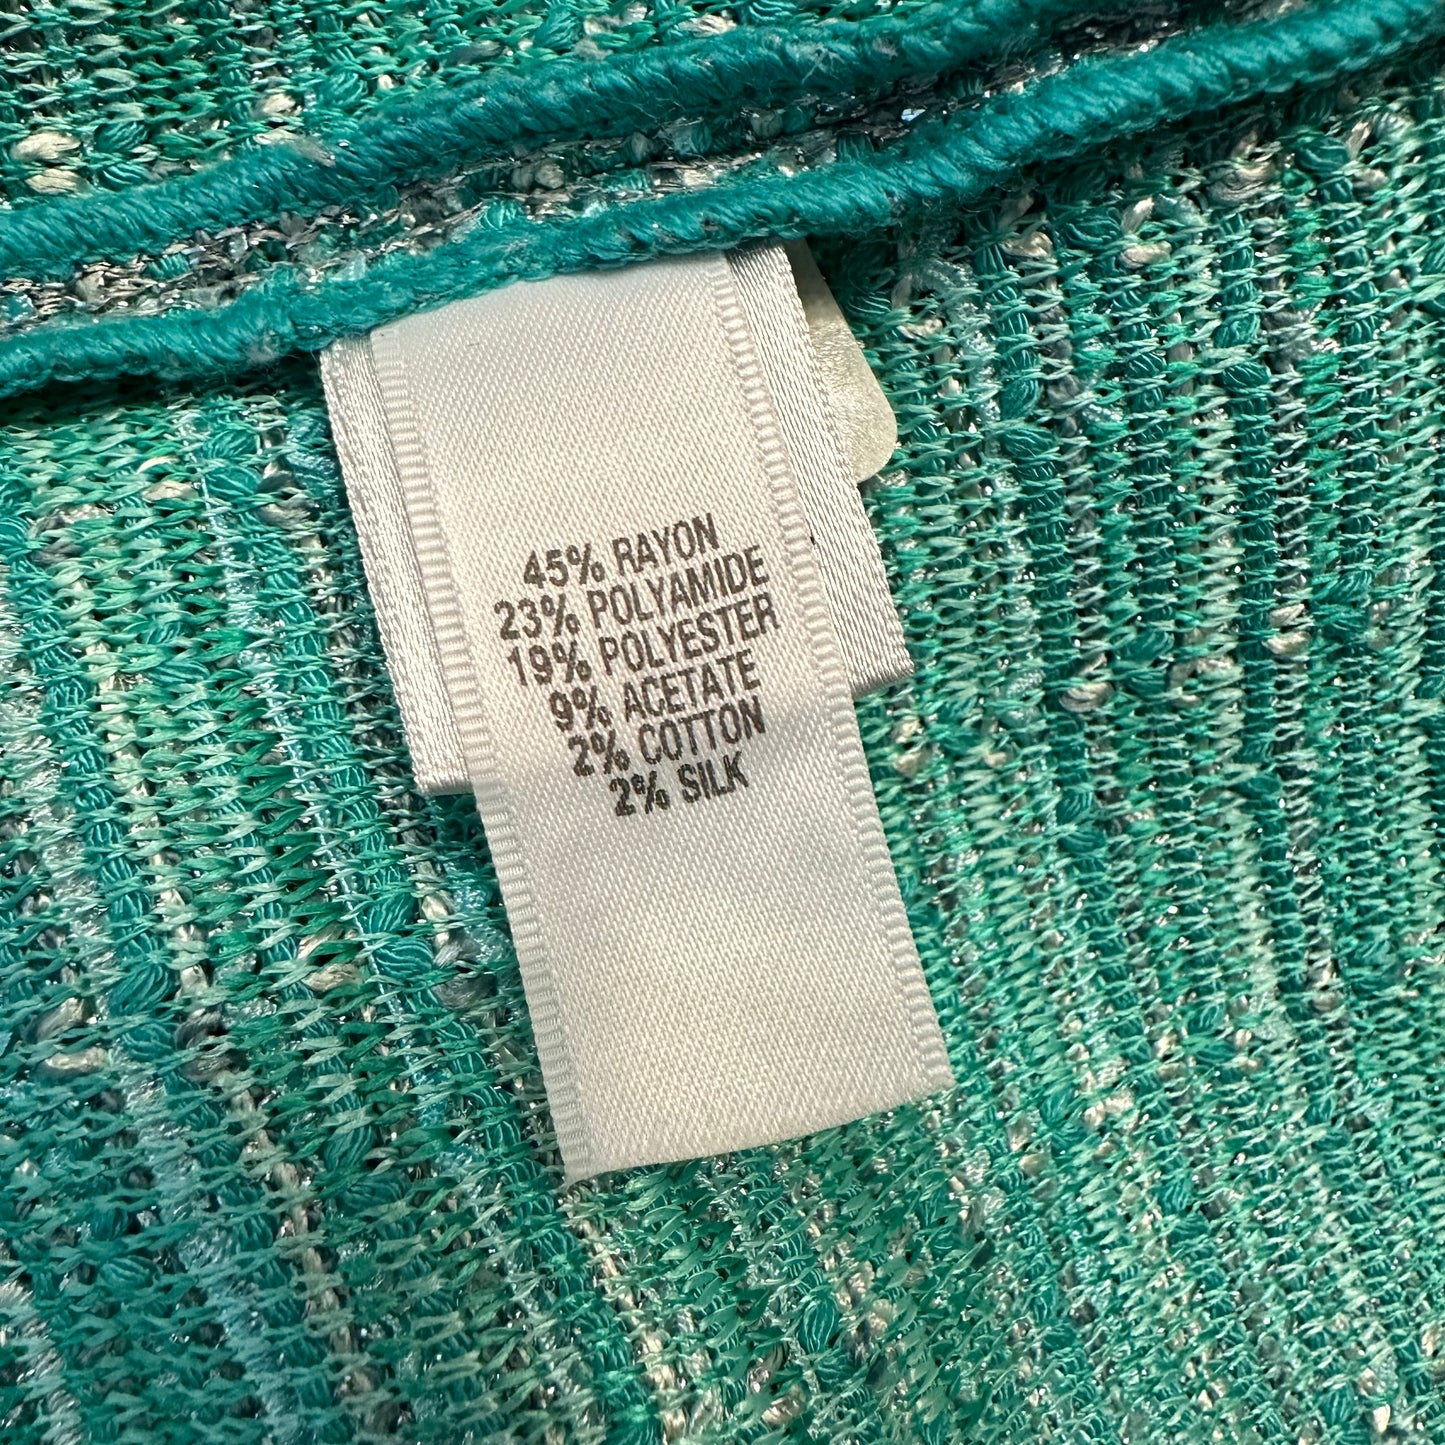 45% RAYON
23% POLYAMIDE
19% POLYESTER
9% ACETATE
2% COTTON
2% SILK